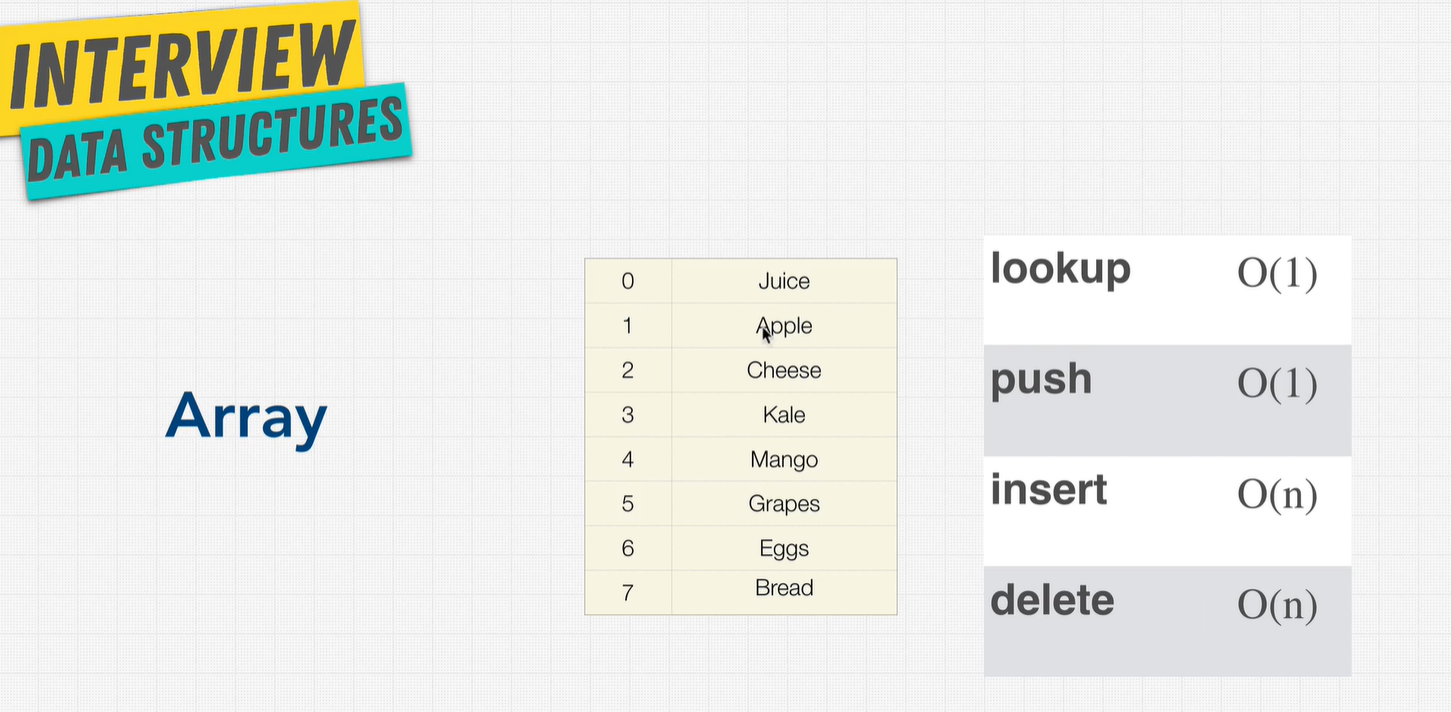 INTERVIEW
DATA STRUCTURES
Array
0 Juice
1 Apple
2 Cheese
3 Kale
4 Mango
5 Grapes
6 Eggs
7 Bread
lookup O(1)
push O(1)
insert O(n)
delete O(n)